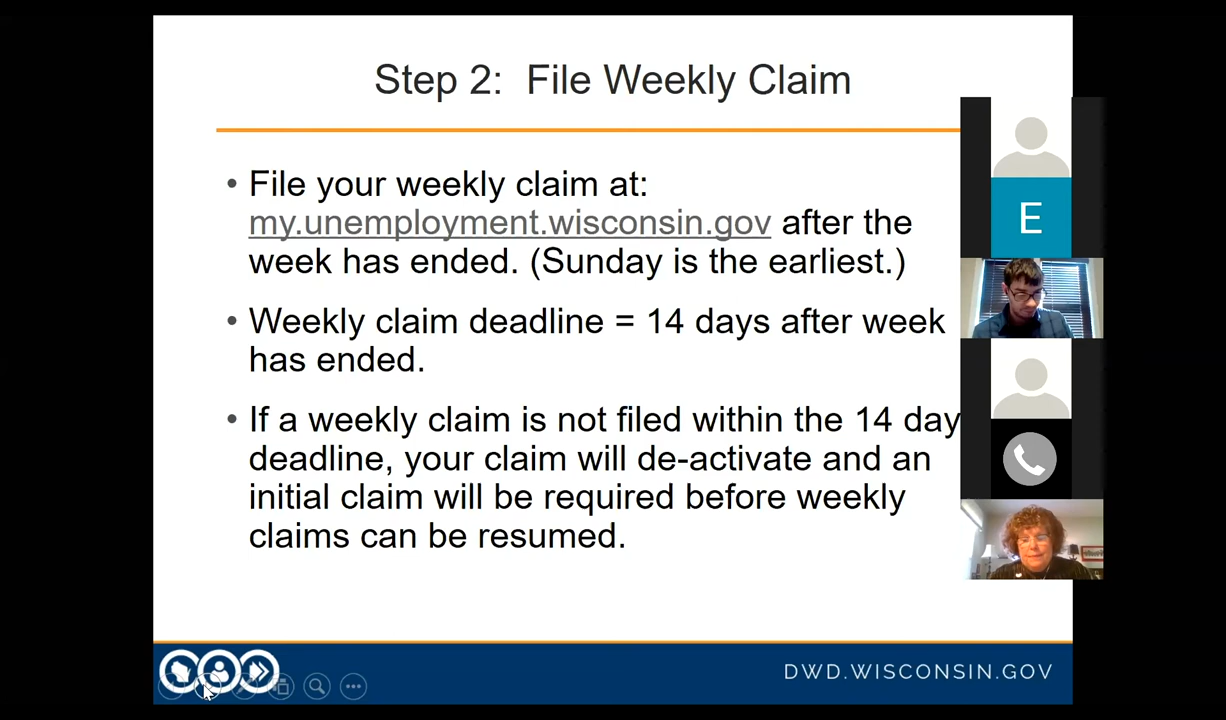 Step 2: File Weekly Claim
• File your weekly claim at:
my.unemployment.wisconsin.gov after the
week has ended. (Sunday is the earliest.)
• Weekly claim deadline = 14 days after week
has ended.
• If a weekly claim is not filed within the 14 day
deadline, your claim will de-activate and an
initial claim will be required before weekly
claims can be resumed.
E
DWD.WISCONSIN.GOV